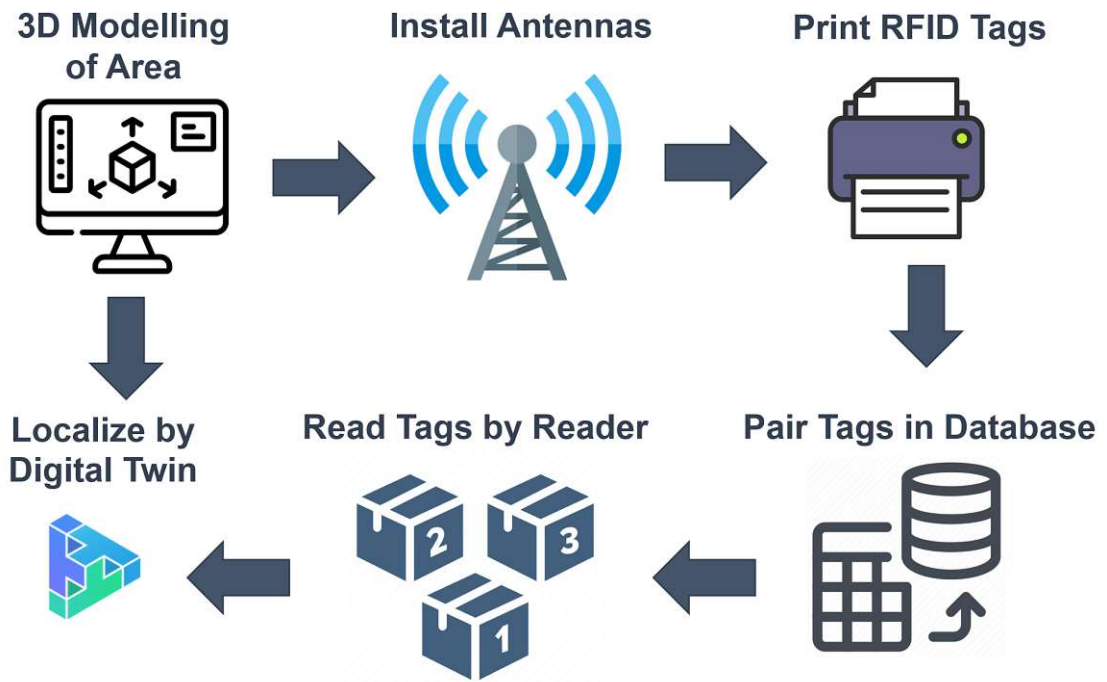 3D Modelling
of Area
Install Antennas
Print RFID Tags
Localize by
Digital Twin
Read Tags by Reader
Pair Tags in Database
2
3
1